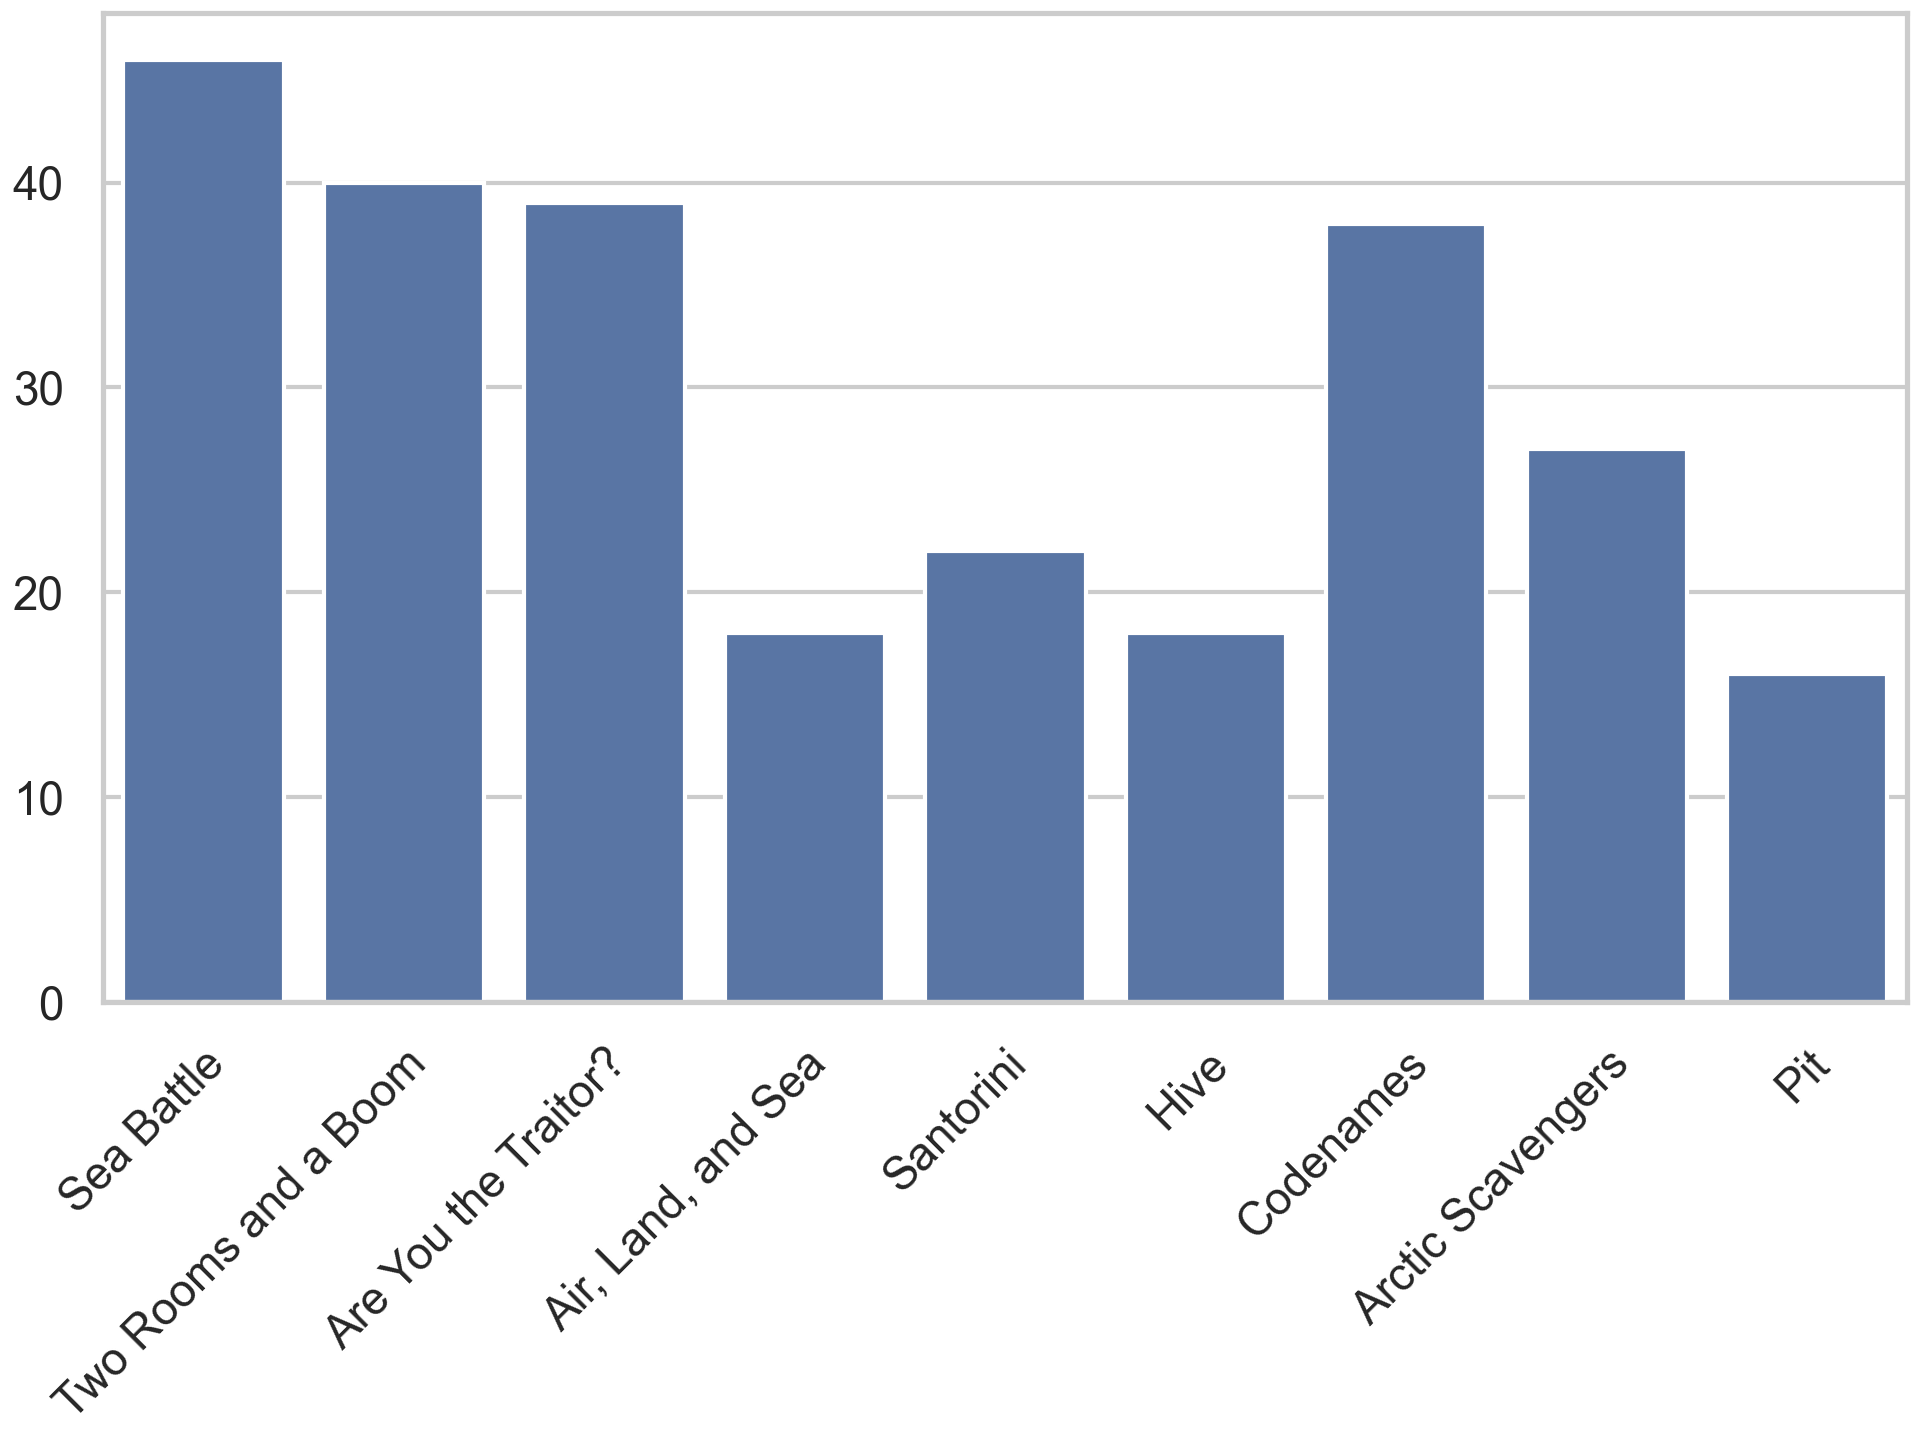 40
30
20
10
0
Sea Battle
Two Rooms and a Boom
Are You the Traitor?
Air, Land, and Sea
Santorini
Hive
Codenames
Arctic Scavengers
Pit